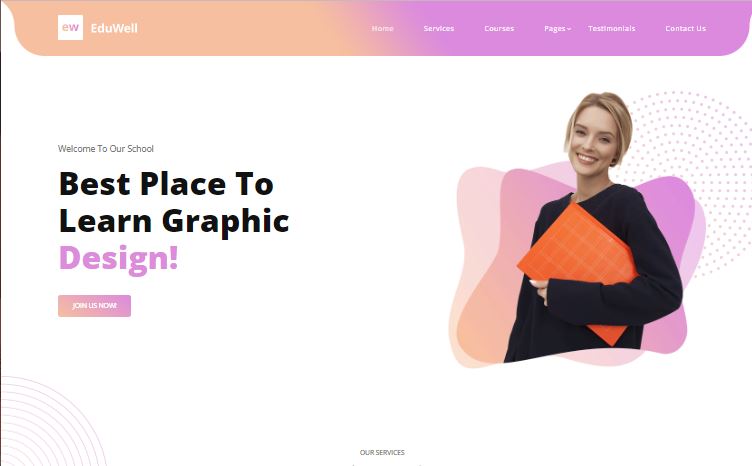 ew EduWell Home Services Courses Pages Testimonials Contact Us
Welcome To Our School
Best Place To
Learn Graphic
Design!
JOIN US NOW!
OUR SERVICES